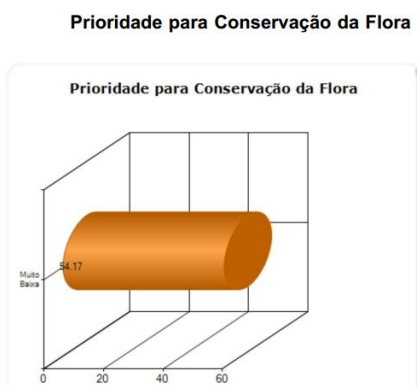 Prioridade para Conservação da Flora
Prioridade para Conservação da Flora
54.17
Muito
Baixa
0 20 40 60